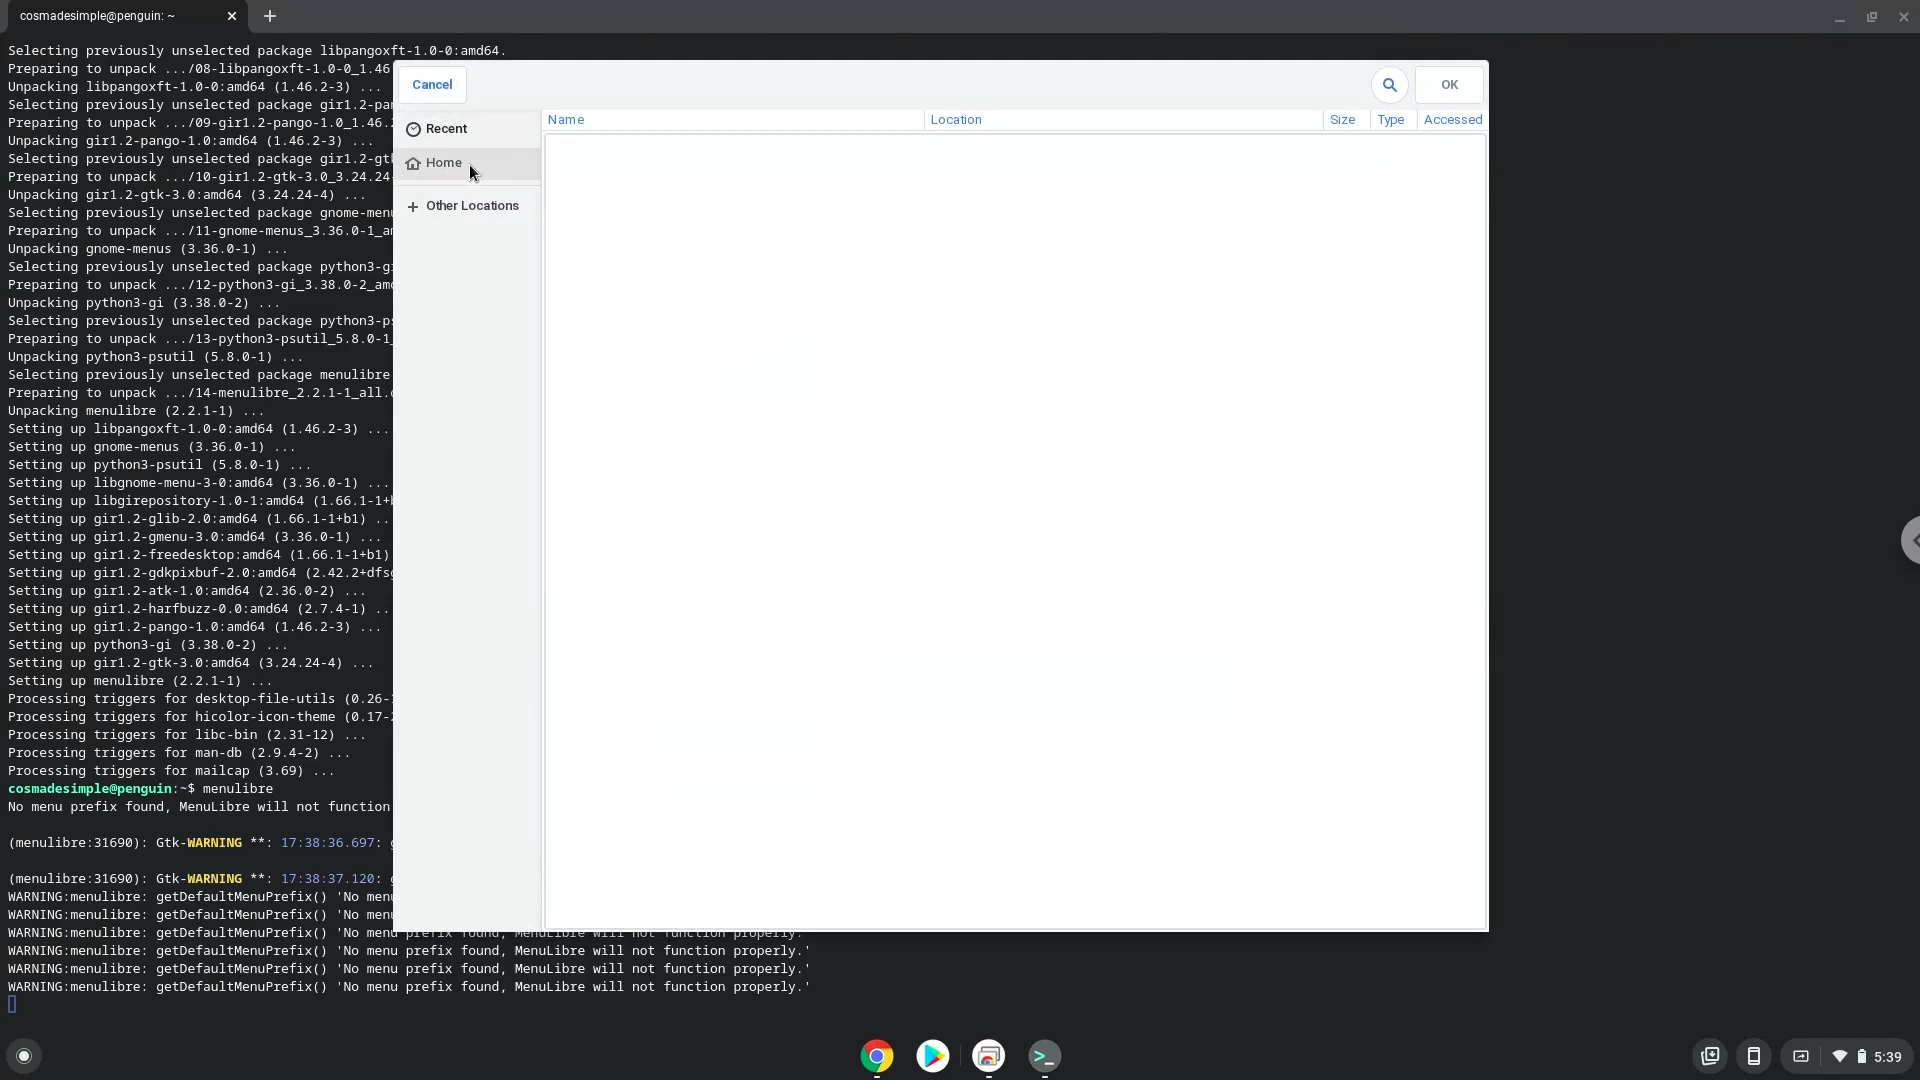 cosmadesimple@penguin: ~
Selecting previously unselected package libpangoxft-1.0-0:amd64.
Preparing to unpack .../08-libpangoxft-1.0-0_1.46
Unpacking libpangoxft-1.0-0:amd64 (1.46.2-3) ...
Selecting previously unselected package gir1.2-pan
Preparing to unpack .../09-gir1.2-pango-1.0_1.46.2
Unpacking gir1.2-pango-1.0:amd64 (1.46.2-3) ...
Selecting previously unselected package gir1.2-gtk
Preparing to unpack .../10-gir1.2-gtk-3.0_3.24.24-
Unpacking gir1.2-gtk-3.0:amd64 (3.24.24-4) ...
Selecting previously unselected package gnome-menu
Preparing to unpack .../11-gnome-menus_3.36.0-1_am
Unpacking gnome-menus (3.36.0-1) ...
Selecting previously unselected package python3-gi
Preparing to unpack .../12-python3-gi_3.38.0-2_amd
Unpacking python3-gi (3.38.0-2) ...
Selecting previously unselected package python3-ps
Preparing to unpack .../13-python3-psutil_5.8.0-1_
Unpacking python3-psutil (5.8.0-1) ...
Selecting previously unselected package menulibre
Preparing to unpack .../14-menulibre_2.2.1-1_all.d
Unpacking menulibre (2.2.1-1) ...
Setting up libpangoxft-1.0-0:amd64 (1.46.2-3) ...
Setting up gnome-menus (3.36.0-1) ...
Setting up python3-psutil (5.8.0-1) ...
Setting up libgnome-menu-3-0:amd64 (3.36.0-1) ...
Setting up libgirepository-1.0-1:amd64 (1.66.1-1+b
Setting up gir1.2-glib-2.0:amd64 (1.66.1-1+b1) ..
Setting up gir1.2-gmenu-3.0:amd64 (3.36.0-1) ...
Setting up gir1.2-freedesktop:amd64 (1.66.1-1+b1)
Setting up gir1.2-gdkpixbuf-2.0:amd64 (2.42.2+dfsg
Setting up gir1.2-atk-1.0:amd64 (2.36.0-2) ...
Setting up gir1.2-harfbuzz-0.0:amd64 (2.7.4-1) ..
Setting up gir1.2-pango-1.0:amd64 (1.46.2-3) ...
Setting up python3-gi (3.38.0-2) ...
Setting up gir1.2-gtk-3.0:amd64 (3.24.24-4) ...
Setting up menulibre (2.2.1-1) ...
Processing triggers for desktop-file-utils (0.26-1
Processing triggers for hicolor-icon-theme (0.17-2
Processing triggers for libc-bin (2.31-12) ...
Processing triggers for man-db (2.9.4-2) ...
Processing triggers for mailcap (3.69) ...
cosmadesimple@penguin:~$ menulibre
No menu prefix found, MenuLibre will not function
(menulibre:31690): Gtk-WARNING **: 17:38:36.697: g
(menulibre:31690): Gtk-WARNING **: 17:38:37.120: g
WARNING:menulibre: getDefaultMenuPrefix() 'No menu
WARNING:menulibre: getDefaultMenuPrefix() 'No menu
WARNING:menulibre: getDefaultMenuPrefix() 'No menu prefix found, MenuLibre will not function properly.'
WARNING:menulibre: getDefaultMenuPrefix() 'No menu prefix found, MenuLibre will not function properly.'
WARNING:menulibre: getDefaultMenuPrefix() 'No menu prefix found, MenuLibre will not function properly.'
WARNING:menulibre: getDefaultMenuPrefix() 'No menu prefix found, MenuLibre will not function properly.'
Cancel
OK
Recent
Home
Other Locations
Name Location Size Type Accessed
5:39